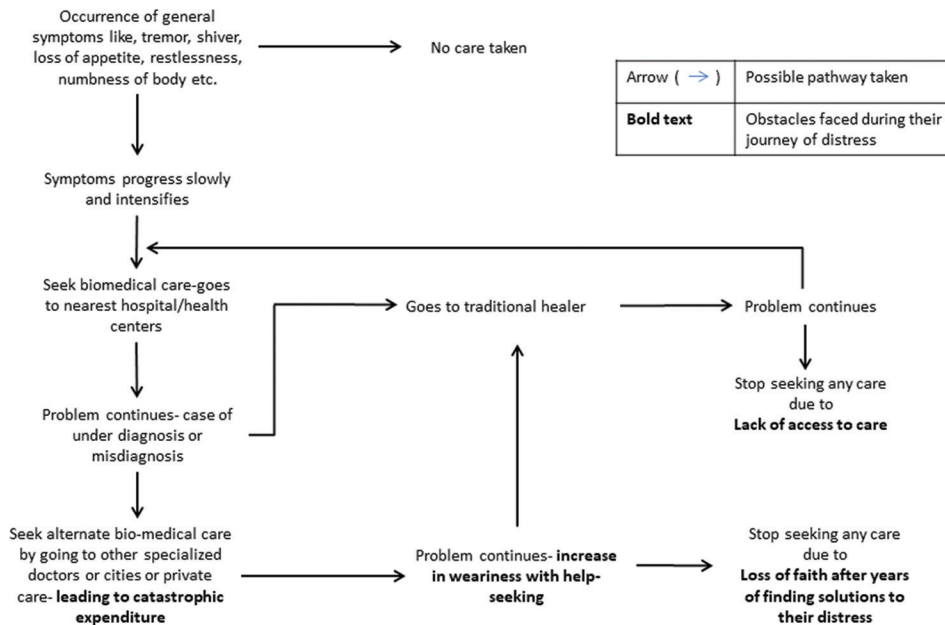 Occurrence of general
symptoms like, tremor, shiver,
loss of appetite, restlessness,
numbness of body etc.
No care taken
Arrow ( → )
Possible pathway taken
Bold text
Obstacles faced during their
journey of distress
Symptoms progress slowly
and intensifies
Seek biomedical care-goes
to nearest hospital/health
centers
Goes to traditional healer
Problem continues
Stop seeking any care
due to
Lack of access to care
Problem continues- case of
under diagnosis or
misdiagnosis
Seek alternate bio-medical care
by going to other specialized
doctors or cities or private
care- leading to catastrophic
expenditure
Problem continues- increase
in weariness with help-
seeking
Stop seeking any care
due to
Loss of faith after years
of finding solutions to
their distress